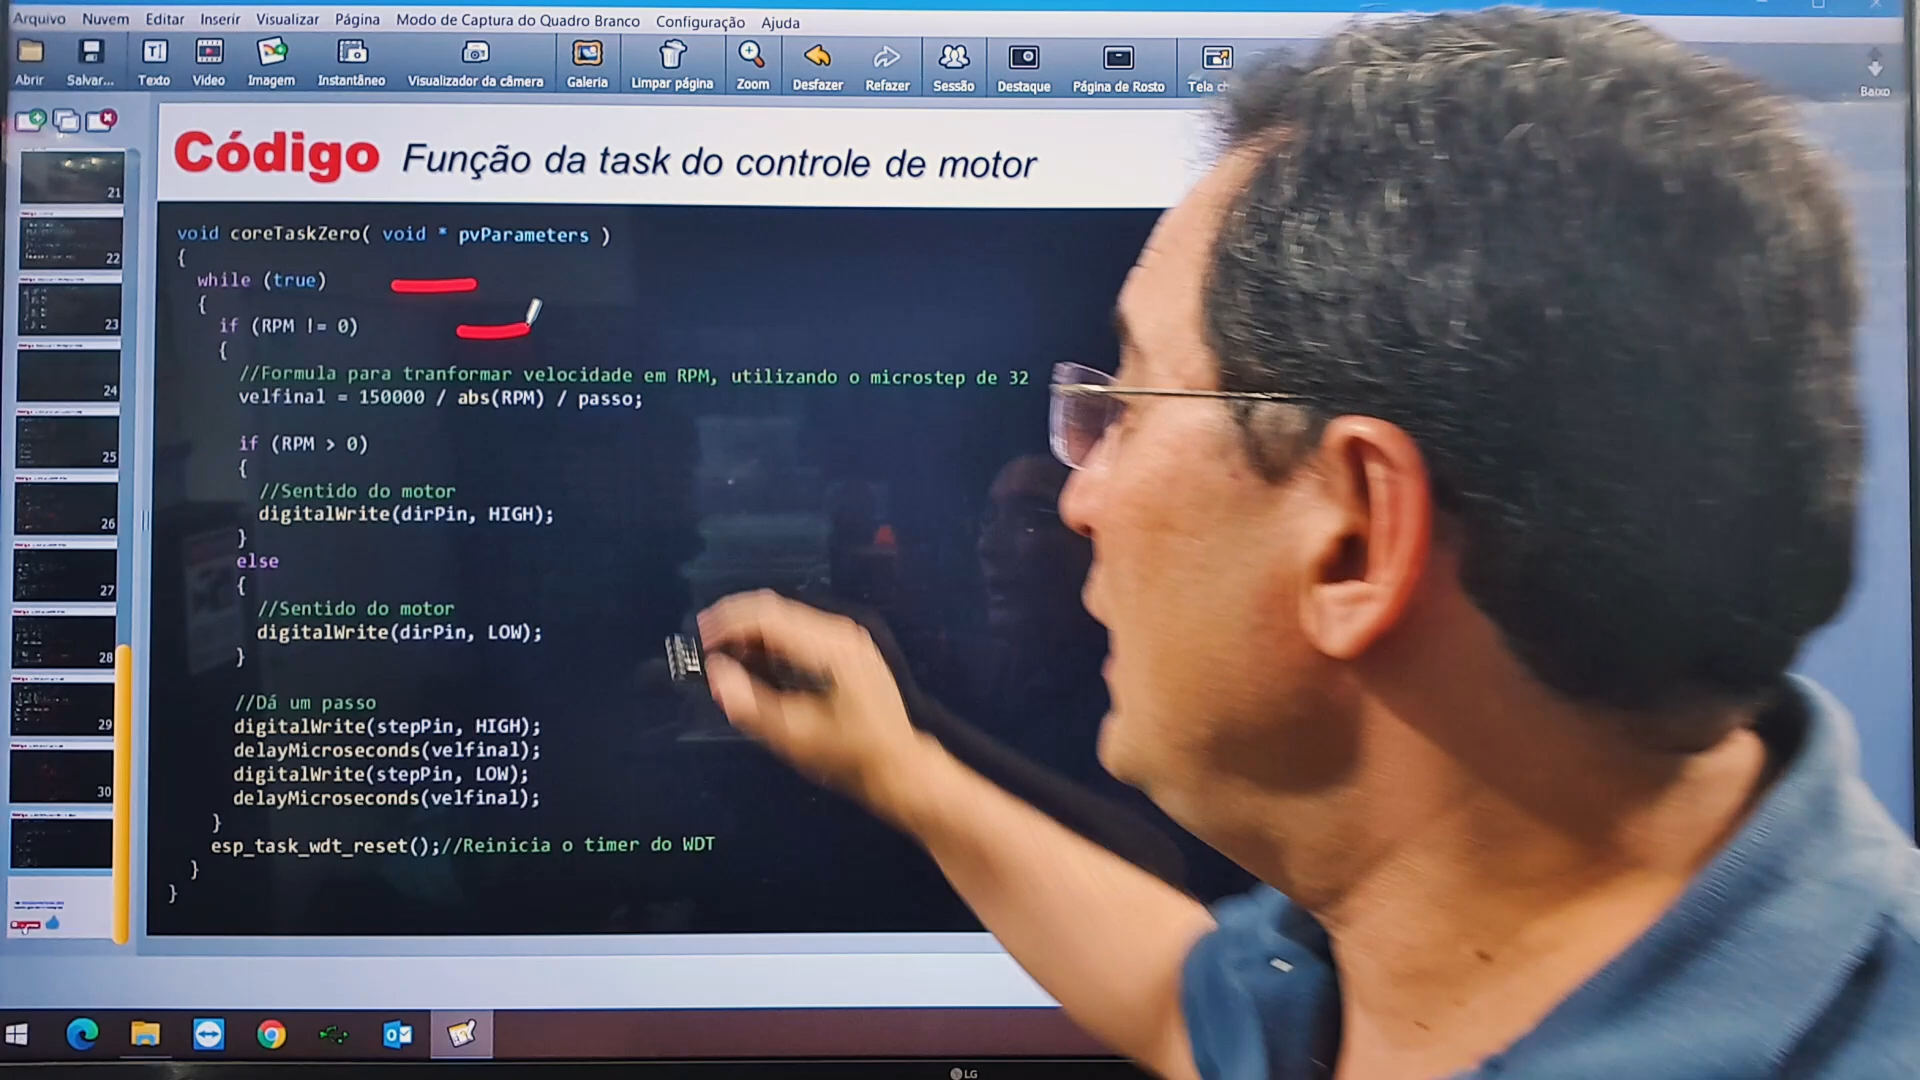 Arquivo Nuvem Editar Inserir Visualizar Página Modo de Captura do Quadro Branco Configuração Ajuda
Abrir Salvar... Texto Video Imagem Instantâneo Visualizador da câmera Galeria Limpar página Zoom Desfazer Refazer Sessão Destaque Página de Rosto Tela Baixo
Código Função da task do controle de motor
21
22
23
24
25
26
27
28
29
30
void coreTaskZero( void * pvParameters )
{
while (true)
{
if (RPM != 0)
{
//Formula para tranformar velocidade em RPM, utilizando o microstep de 32
velfinal = 150000 / abs(RPM) / passo;
if (RPM > 0)
{
//Sentido do motor
digitalWrite(dirPin, HIGH);
}
else
{
//Sentido do motor
digitalWrite(dirPin, LOW);
}
//Dá um passo
digitalWrite(stepPin, HIGH);
delayMicroseconds(velfinal);
digitalWrite(stepPin, LOW);
delayMicroseconds(velfinal);
}
esp_task_wdt_reset();//Reinicia o timer do WDT
}
}
LG